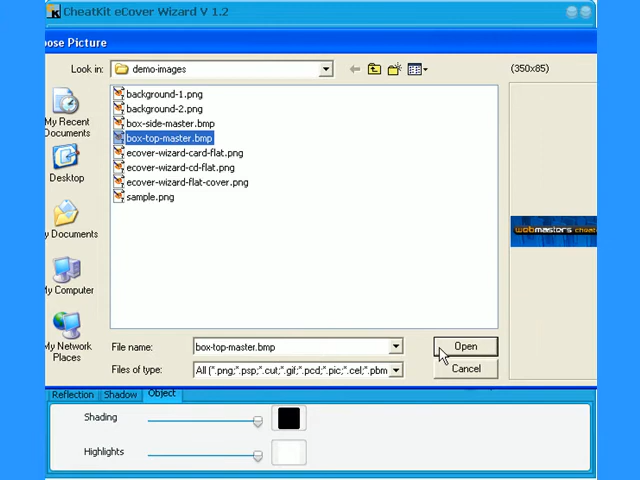 CheatKit eCover Wizard V 1.2
ose Picture
Look in:
demo-images
(350x85)
background-1.png
background-2.png
box-side-master.bmp
box-top-master.bmp
ecover-wizard-card-flat.png
ecover-wizard-cd-flat.png
ecover-wizard-flat-cover.png
sample.png
My Recent
Documents
Desktop
My Documents
My Computer
My Network
Places
webmasters cheat
File name:
box-top-master.bmp
Open
Files of type:
All (*.png;*.psp;*.cut;*.gif;*.pcd;*.pic;*.cel;*.pbm
Cancel
Reflection
Shadow
Object
Shading
Highlights